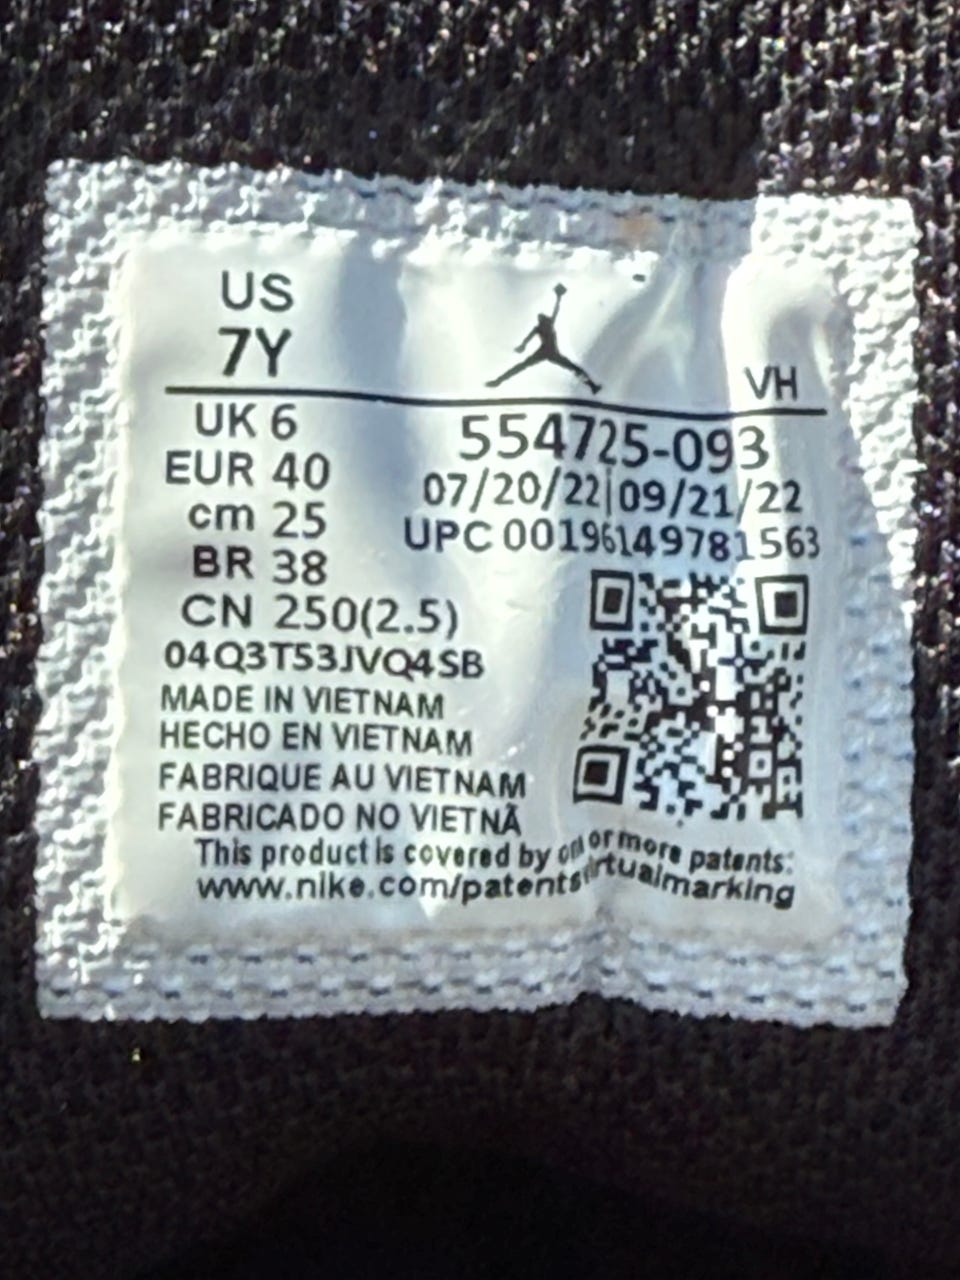 US
7Y
VH
UK 6
EUR 40
cm 25
BR 38
CN 250(2.5)
554725-093
07/20/22|09/21/22
UPC 00196149781563
04Q3T53JVQ4SB
MADE IN VIETNAM
HECHO EN VIETNAM
FABRIQUE AU VIETNAM
FABRICADO NO VIETNÃ
This product is covered by one or more patents:
www.nike.com/patentsvirtualmarking